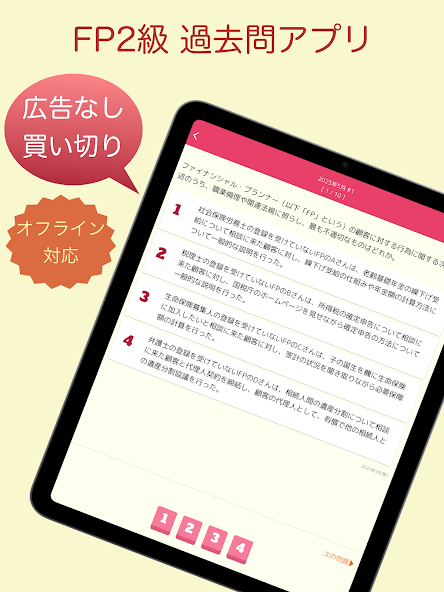 FP2級 過去問アプリ
広告なし
買い切り
オフライン
対応
2023年5月 #1
[ 1 / 10 ]
ファイナンシャル・プランナー（以下「FP」という）の顧客に対する行為に関する次の記
述のうち、職業倫理や関連法規に照らし、最も不適切なものはどれか。
1
社会保険労務士の登録を受けていないFPのAさんは、老齢基礎年金の繰下げ受
給について相談に来た顧客に対し、繰下げ受給の仕組みや年金額の計算方法に
ついて一般的な説明を行った。
2
税理士の登録を受けていないFPのBさんは、所得税の確定申告について相談に
来た顧客に対し、国税庁のホームページを見せながら確定申告の方法について
一般的な説明を行った。
3
生命保険募集人の登録を受けていないFPのCさんは、子の誕生を機に生命保険
に加入したいと相談に来た顧客に対し、家計の状況を聞き取りながら必要保障
額の計算を行った。
4
弁護士の登録を受けていないFPのDさんは、相続人間の遺産分割について相談
に来た顧客と代理人契約を締結し、顧客の代理人として、有償で他の相続人と
の遺産分割協議を行った。
1 2 3 4
次の問題